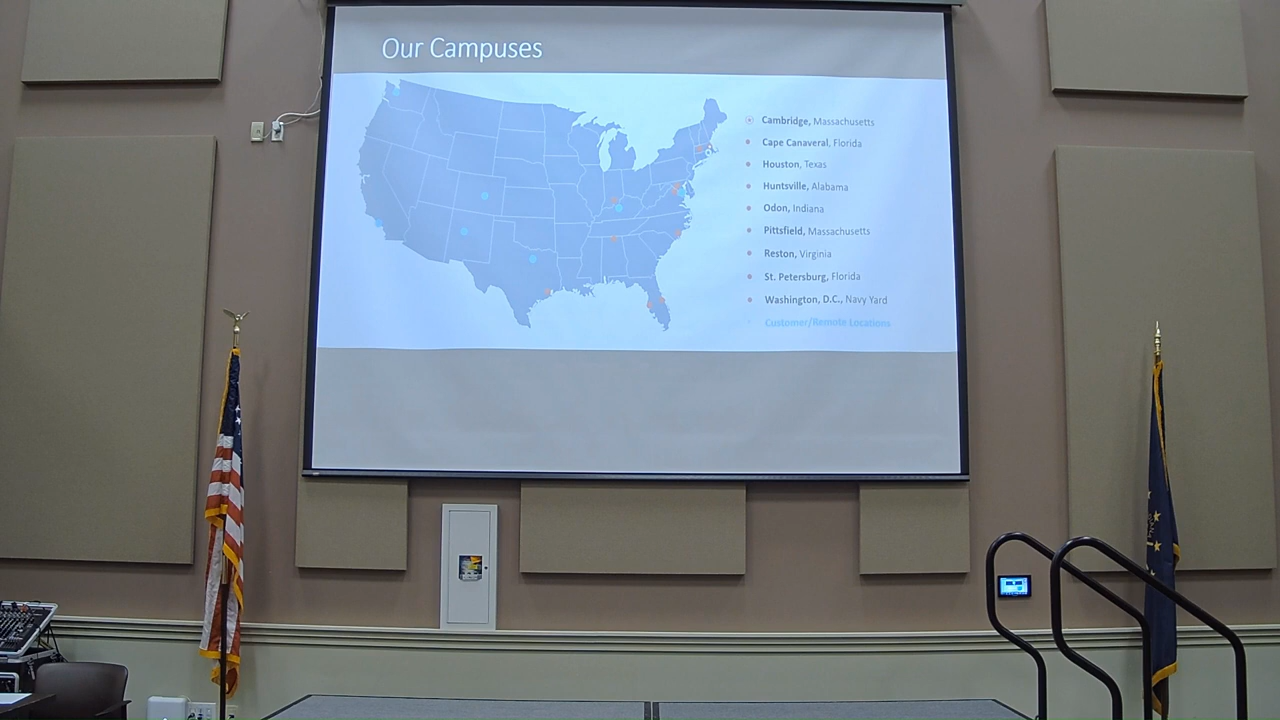 Our Campuses
Cambridge, Massachusetts
Cape Canaveral, Florida
Houston, Texas
Huntsville, Alabama
Odon, Indiana
Pittsfield, Massachusetts
Reston, Virginia
St. Petersburg, Florida
Washington, D.C., Navy Yard
Customer/Remote Locations